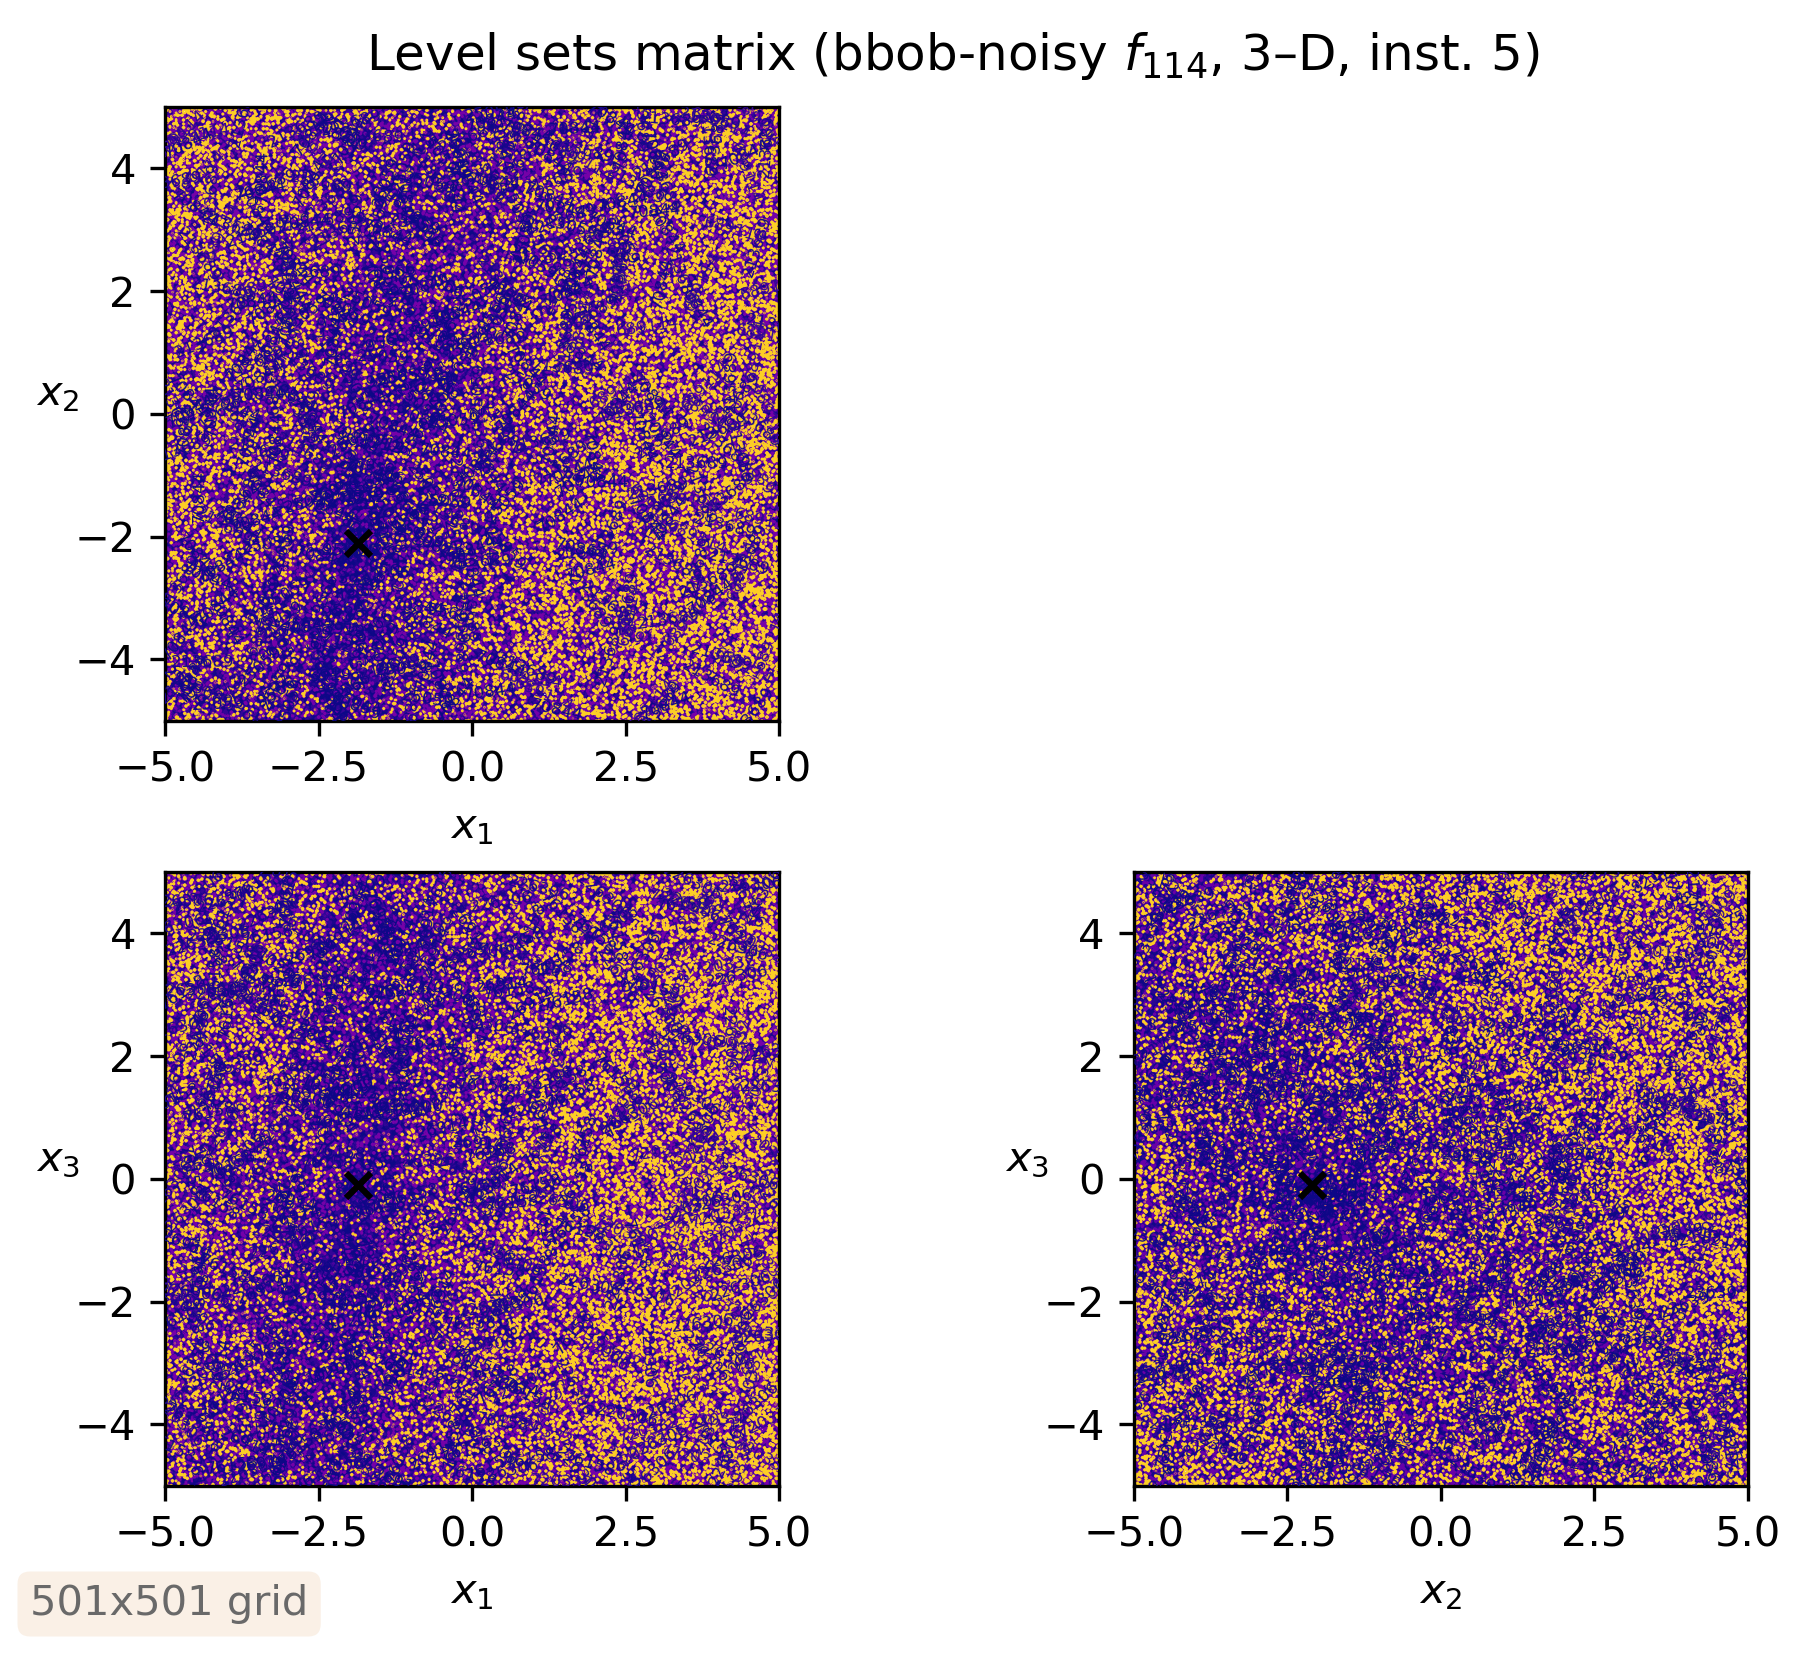 Level sets matrix (bbob-noisy f₁₁₄, 3–D, inst. 5)
4
2
x₂ 0
−2
−4
−5.0 −2.5 0.0 2.5 5.0
x₁
4 4
2 2
x₃ 0 x₃ 0
−2 −2
−4 −4
−5.0 −2.5 0.0 2.5 5.0 −5.0 −2.5 0.0 2.5 5.0
501x501 grid x₁ x₂